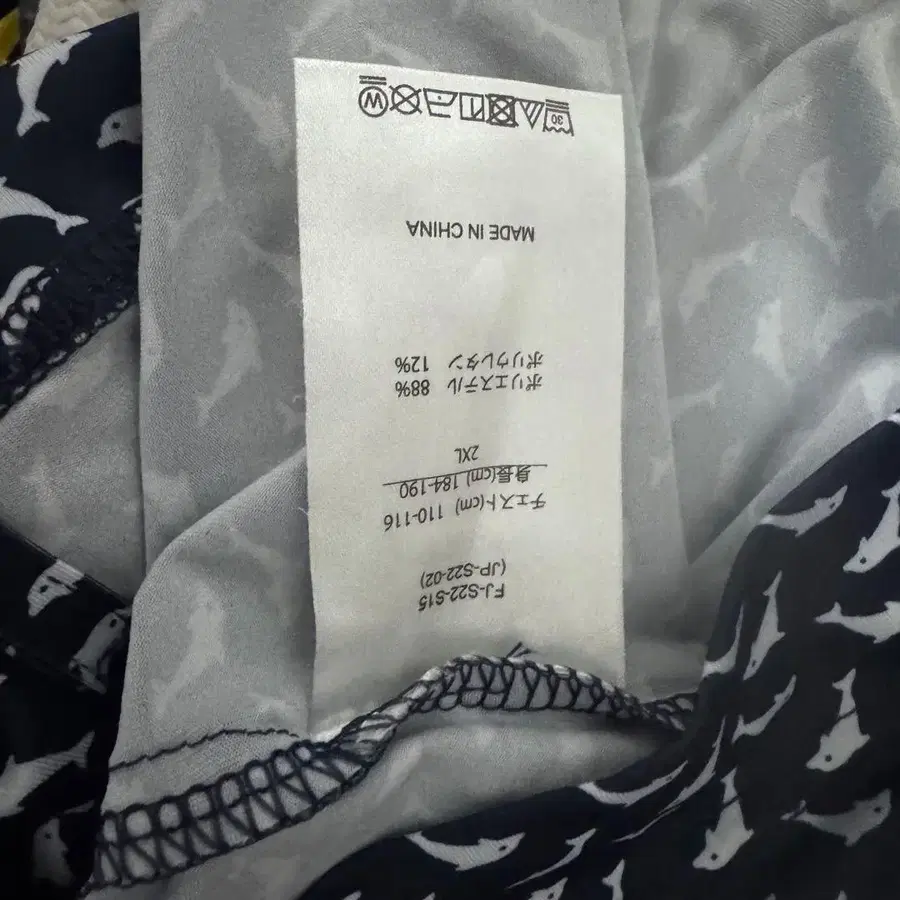 FJ-S22-S15
(JP-S22-02)
チェスト(cm) 110-116
身長(cm) 184-190
2XL
ポリエステル 88%
ポリウレタン 12%
MADE IN CHINA
30
W